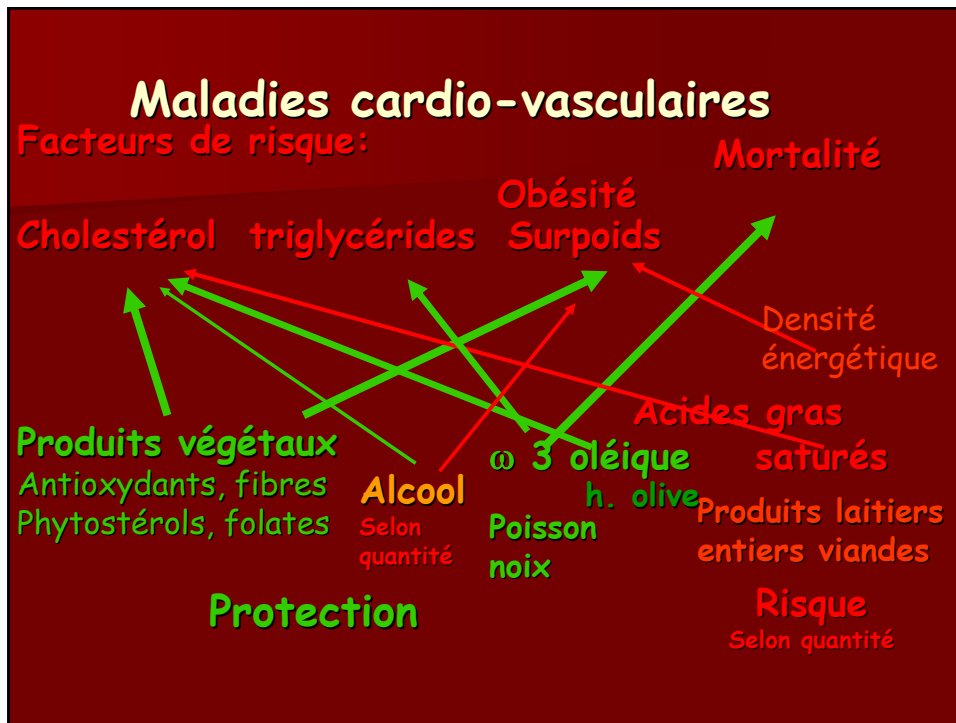 Maladies cardio-vasculaires
Facteurs de risque:
Mortalité
Obésité
Cholestérol triglycérides Surpoids
Densité
énergétique
Acides gras
saturés
Produits végétaux
Antioxydants, fibres
Phytostérols, folates
Alcool
Selon
quantité
ω 3 oléique
h. olive
Poisson
noix
Produits laitiers
entiers viandes
Protection
Risque
Selon quantité